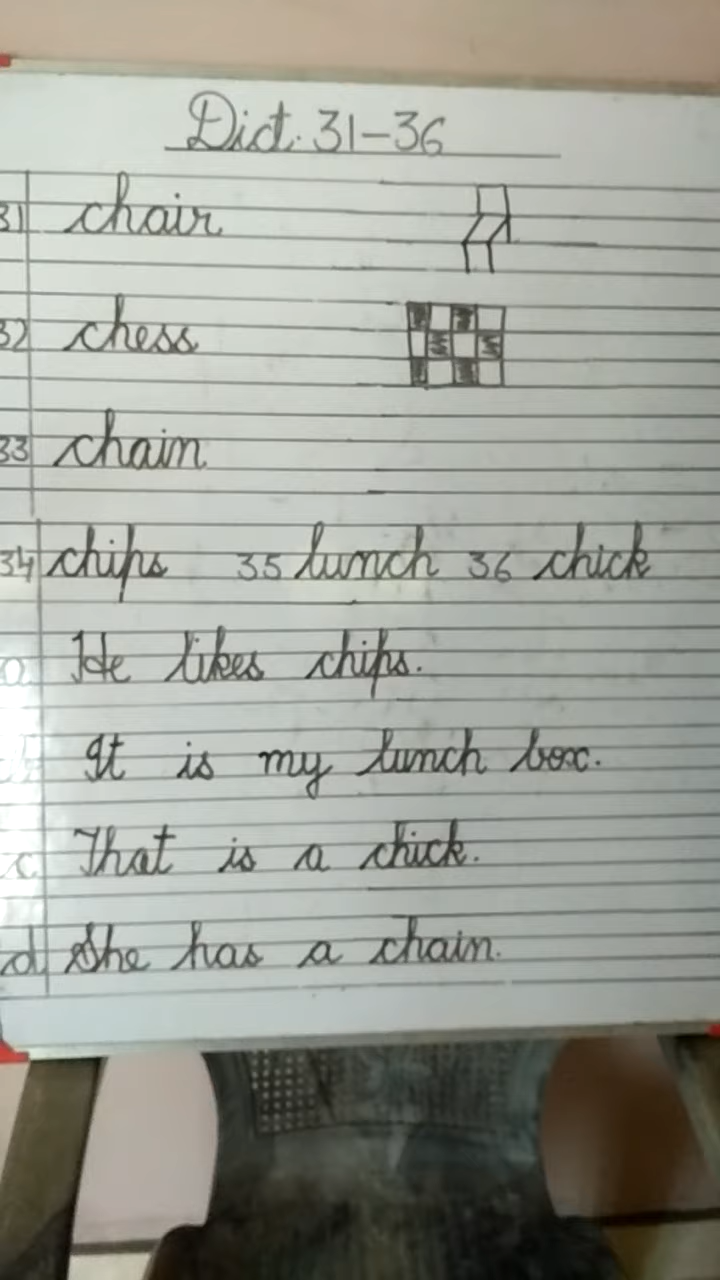 Dict. 31-36
31 chair
32 chess
33 chain
34 chips 35 lunch 36 chick
a He likes chips.
It is my lunch box.
c That is a chick.
d She has a chain.